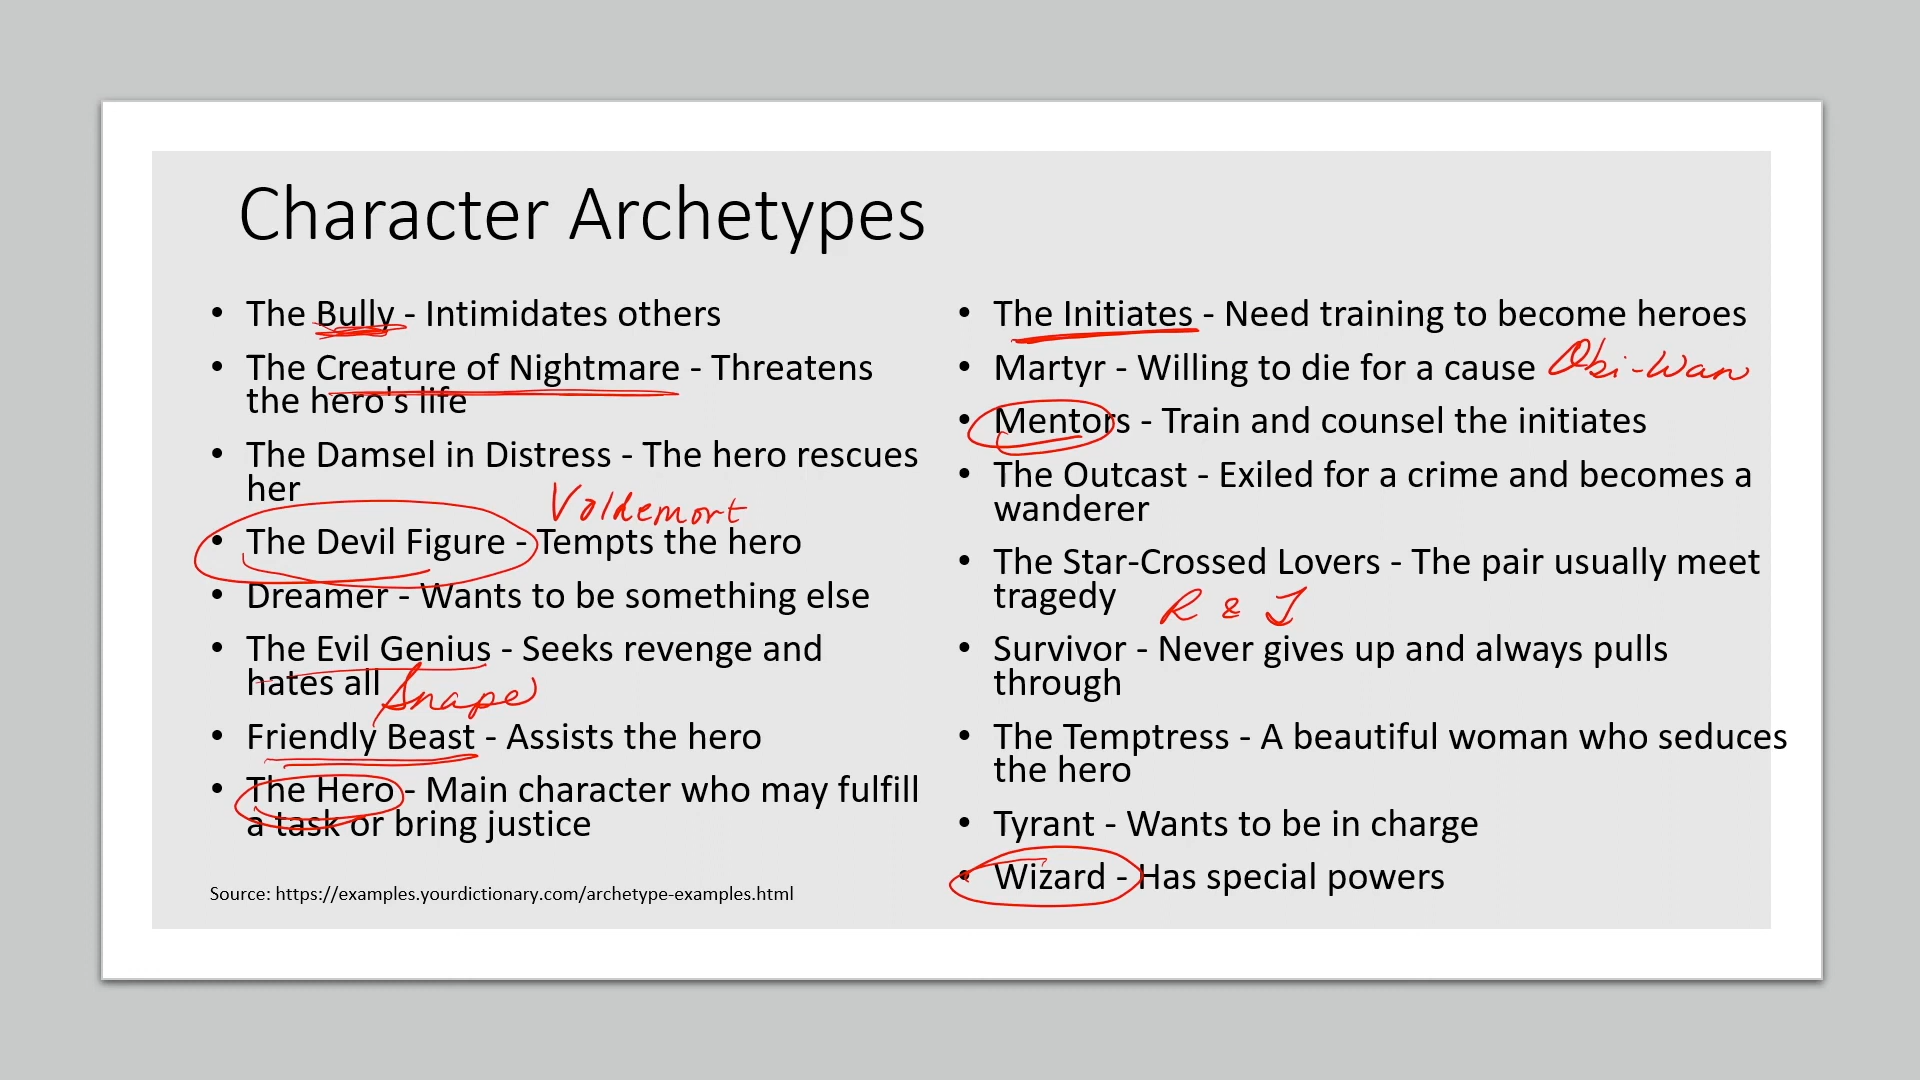 Character Archetypes
• The Bully - Intimidates others
• The Creature of Nightmare - Threatens
the hero's life
• The Damsel in Distress - The hero rescues
her
Voldemort
• The Devil Figure - Tempts the hero
• Dreamer - Wants to be something else
• The Evil Genius - Seeks revenge and
hates all Snape
• Friendly Beast - Assists the hero
• The Hero - Main character who may fulfill
a task or bring justice
Source: https://examples.yourdictionary.com/archetype-examples.html
• The Initiates - Need training to become heroes
• Martyr - Willing to die for a cause Obi-Wan
• Mentors - Train and counsel the initiates
• The Outcast - Exiled for a crime and becomes a
wanderer
• The Star-Crossed Lovers - The pair usually meet
tragedy R & J
• Survivor - Never gives up and always pulls
through
• The Temptress - A beautiful woman who seduces
the hero
• Tyrant - Wants to be in charge
• Wizard - Has special powers